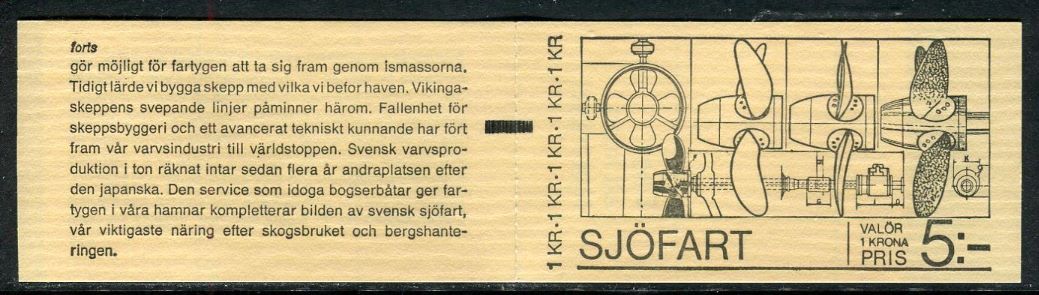 forts
gör möjligt för fartygen att ta sig fram genom ismassorna.
Tidigt lärde vi bygga skepp med vilka vi befor haven. Vikinga-
skeppens svepande linjer påminner härom. Fallenhet för
skeppsbyggeri och ett avancerat tekniskt kunnande har fört
fram vår varvsindustri till världstoppen. Svensk varvspro-
duktion i ton räknat intar sedan flera år andraplatsen efter
den japanska. Den service som idoga bogserbåtar ger far-
tygen i våra hamnar kompletterar bilden av svensk sjöfart,
vår viktigaste näring efter skogsbruket och bergshante-
ringen.
1 KR·1 KR·1 KR·1 KR·1 KR
SJÖFART
VALÖR
1 KRONA
PRIS
5:-